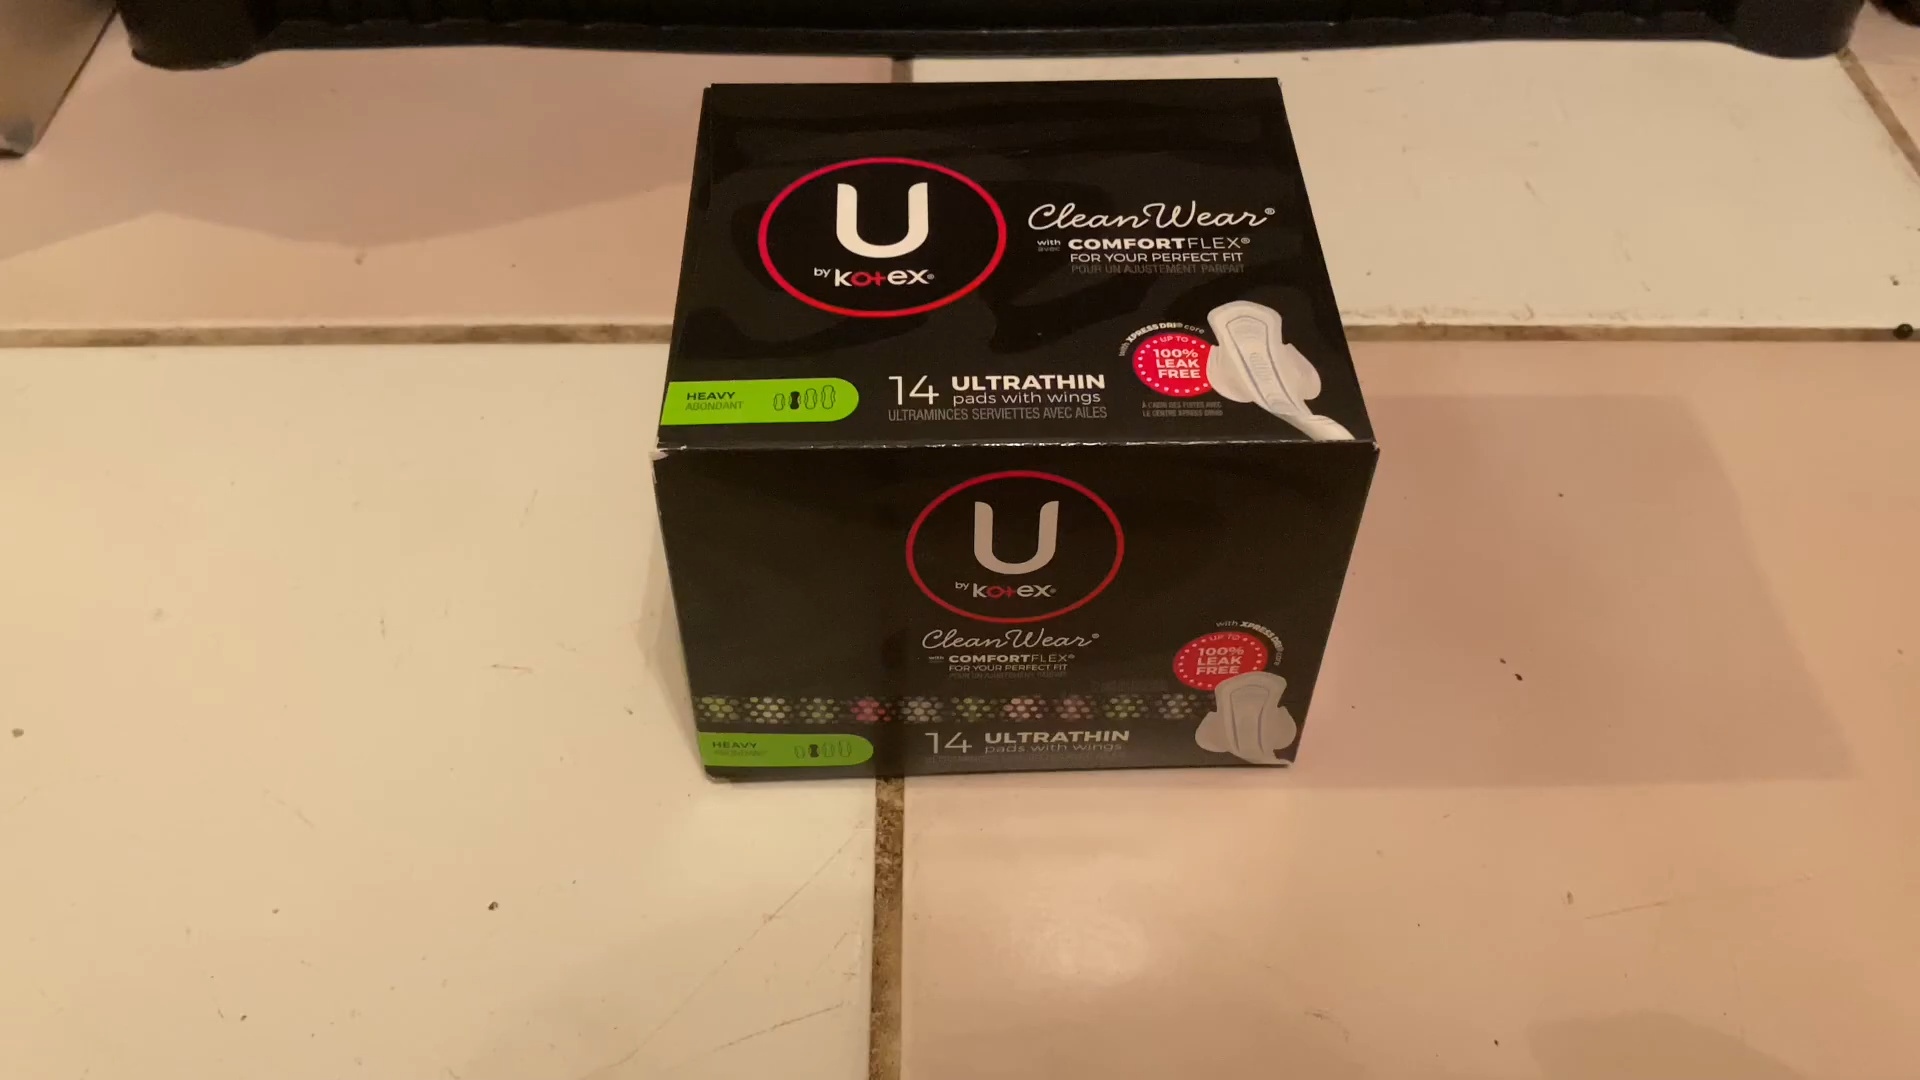 U
by kotex®
CleanWear®
with avec COMFORTFLEX®
FOR YOUR PERFECT FIT
POUR UN AJUSTEMENT PARFAIT
with XPRESS DRI® core
UP TO
100%
LEAK
FREE
HEAVY
ABONDANT
14 ULTRATHIN
pads with wings
ULTRAMINCES SERVIETTES AVEC AILES
U
by kotex®
CleanWear®
with
COMFORTFLEX®
FOR YOUR PERFECT FIT
with XPRESS DRI® core
UP TO
100%
LEAK
FREE
HEAVY
14 ULTRATHIN
pads with wings